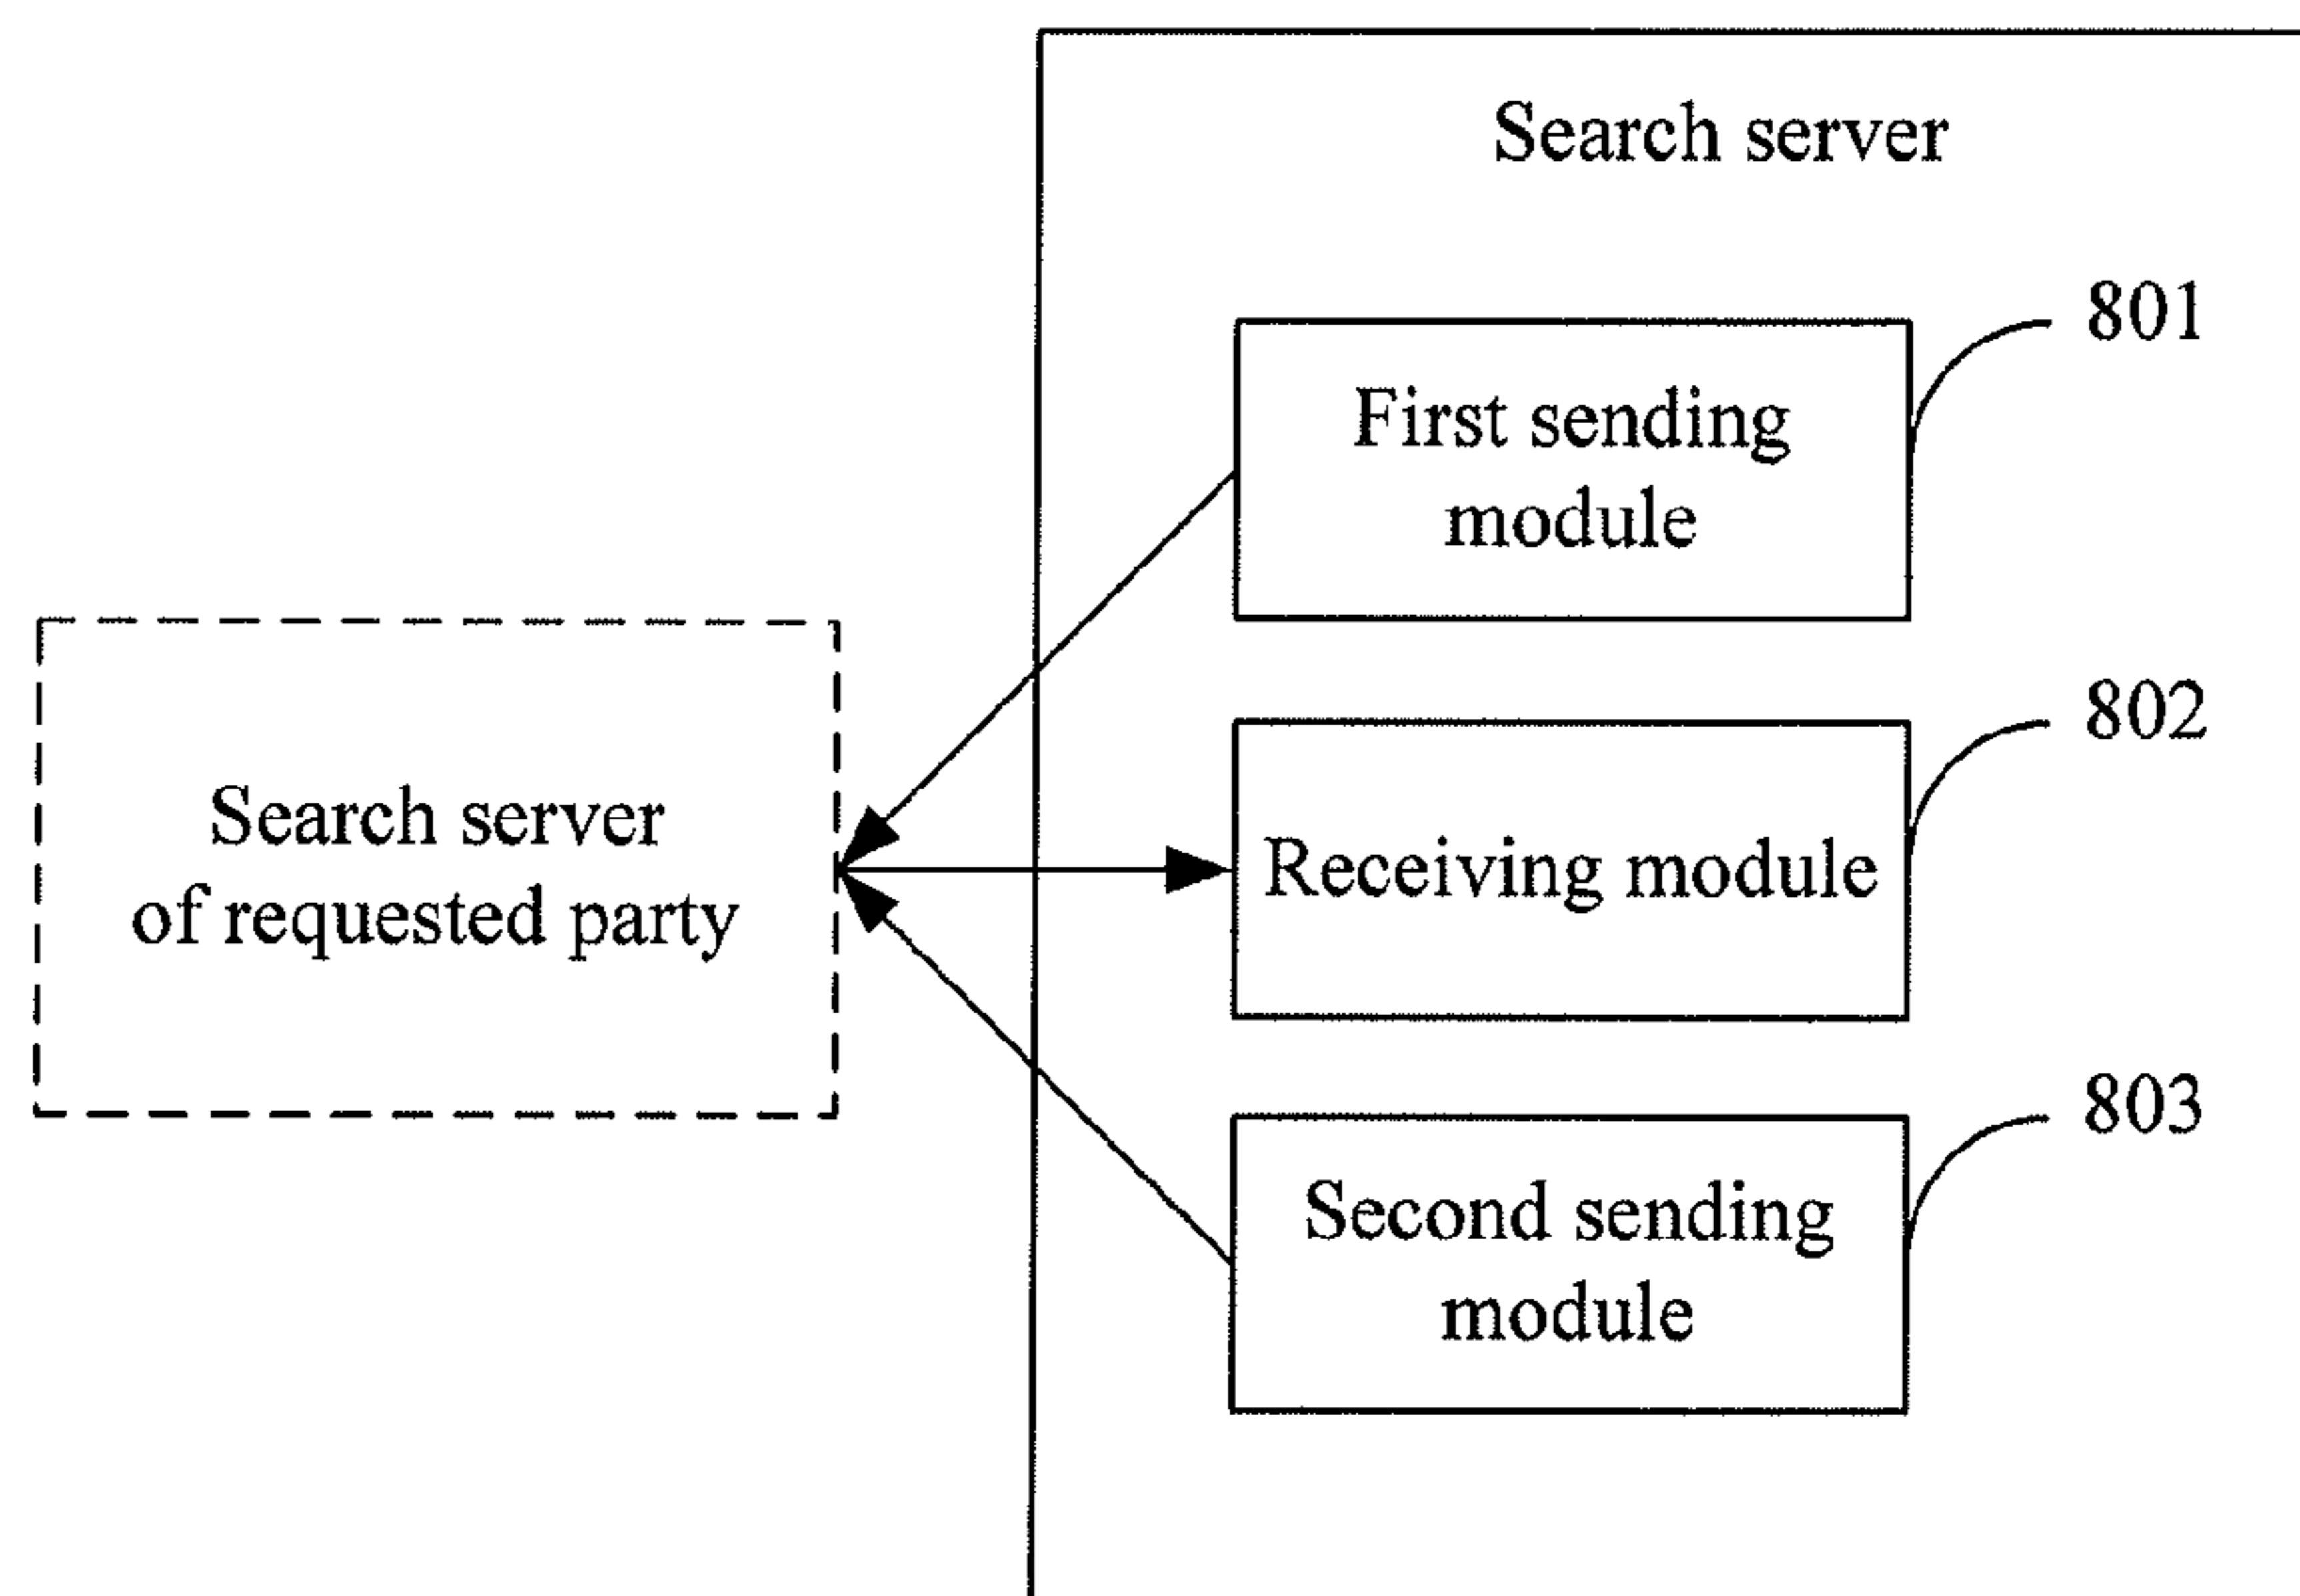 Search server
801
First sending
module
802
Search server
of requested party
Receiving module
803
Second sending
module